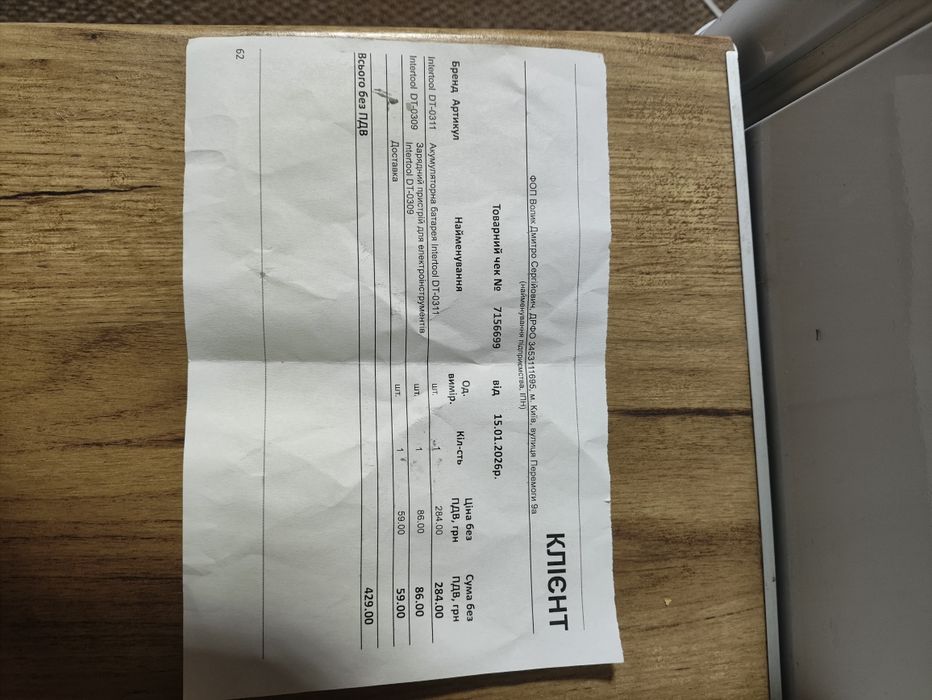 КЛІЄНТ
ФОП Волик Дмитро Сергійович, ДРФО 3453111695, м. Київ, вулиця Перемоги 9а
(найменування підприємства, ІПН)
Товарний чек № 7156699 від 15.01.2026р.
Бренд Артикул Найменування Од. вимір. Кіл-сть Ціна без ПДВ, грн Сума без ПДВ, грн
Intertool DT-0311 Акумуляторна батарея Intertool DT-0311 шт. 1 284.00 284.00
Intertool DT-0309 Зарядний пристрій для електроінструментів шт. 1 86.00 86.00
Intertool DT-0309
Доставка шт. 1 59.00 59.00
Всього без ПДВ 429.00
62